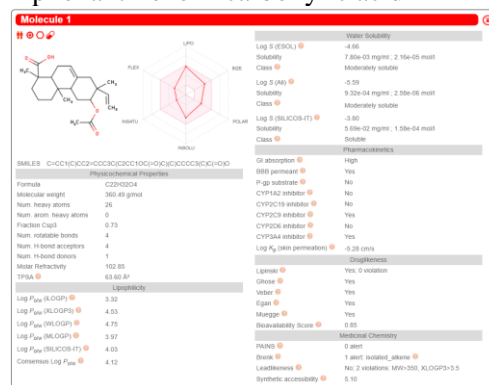 Molecule 1
H₃C
OH
CH₃
CH₃
CH₂
H₃C
LIPO
FLEX
SIZE
INSATU
POLAR
INSOLU
SMILES C=CC1(C)CC2=CCC3C(C2CC1OC(=O)C)(C)CCCC3(C)C(=O)O
Physicochemical Properties
Formula C22H32O4
Molecular weight 360.49 g/mol
Num. heavy atoms 26
Num. arom. heavy atoms 0
Fraction Csp3 0.73
Num. rotatable bonds 4
Num. H-bond acceptors 4
Num. H-bond donors 1
Molar Refractivity 102.85
TPSA 63.60 Å²
Lipophilicity
Log Po/w (iLOGP) 3.32
Log Po/w (XLOGP3) 4.53
Log Po/w (WLOGP) 4.75
Log Po/w (MLOGP) 3.97
Log Po/w (SILICOS-IT) 4.03
Consensus Log Po/w 4.12
Water Solubility
Log S (ESOL) -4.66
Solubility 7.80e-03 mg/ml ; 2.16e-05 mol/l
Class Moderately soluble
Log S (Ali) -5.59
Solubility 9.32e-04 mg/ml ; 2.58e-06 mol/l
Class Moderately soluble
Log S (SILICOS-IT) -3.80
Solubility 5.69e-02 mg/ml ; 1.58e-04 mol/l
Class Soluble
Pharmacokinetics
GI absorption High
BBB permeant Yes
P-gp substrate No
CYP1A2 inhibitor No
CYP2C19 inhibitor No
CYP2C9 inhibitor Yes
CYP2D6 inhibitor No
CYP3A4 inhibitor Yes
Log Kp (skin permeation) -5.28 cm/s
Druglikeness
Lipinski Yes; 0 violation
Ghose Yes
Veber Yes
Egan Yes
Muegge Yes
Bioavailability Score 0.85
Medicinal Chemistry
PAINS 0 alert
Brenk 1 alert: isolated_alkene
Leadlikeness No; 2 violations: MW>350, XLOGP3>3.5
Synthetic accessibility 5.10